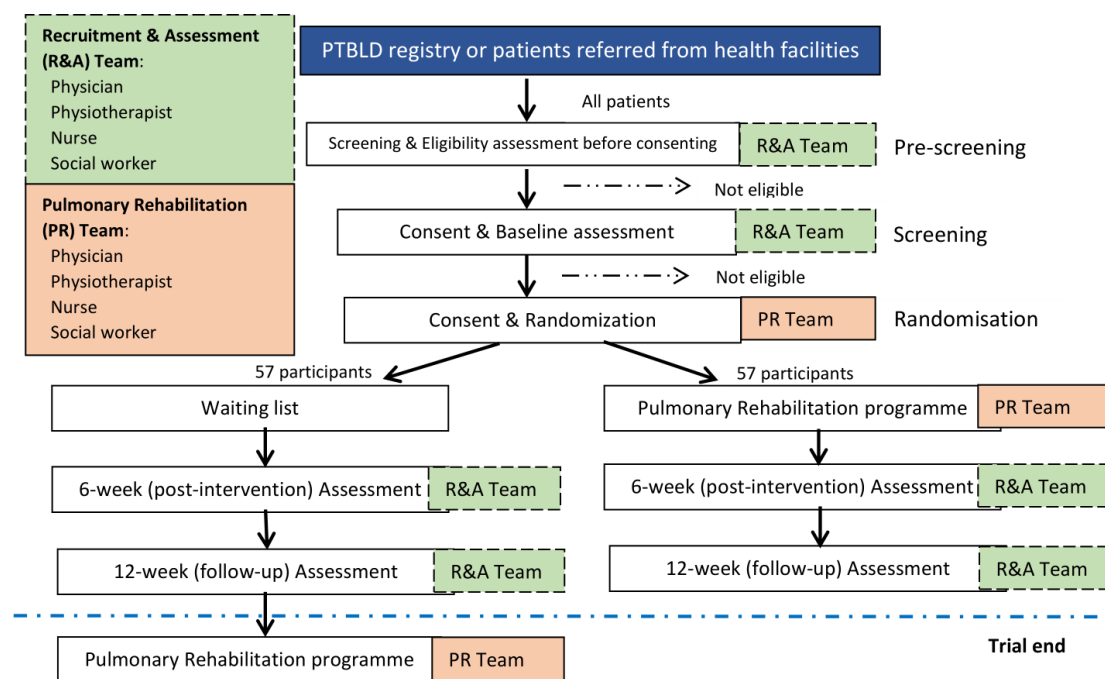 Recruitment & Assessment
(R&A) Team:
Physician
Physiotherapist
Nurse
Social worker
Pulmonary Rehabilitation
(PR) Team:
Physician
Physiotherapist
Nurse
Social worker
PTBLD registry or patients referred from health facilities
All patients
Screening & Eligibility assessment before consenting
R&A Team
Pre-screening
Not eligible
Consent & Baseline assessment
R&A Team
Screening
Not eligible
Consent & Randomization
PR Team
Randomisation
57 participants
57 participants
Waiting list
Pulmonary Rehabilitation programme
PR Team
6-week (post-intervention) Assessment
R&A Team
6-week (post-intervention) Assessment
R&A Team
12-week (follow-up) Assessment
R&A Team
12-week (follow-up) Assessment
R&A Team
Trial end
Pulmonary Rehabilitation programme
PR Team